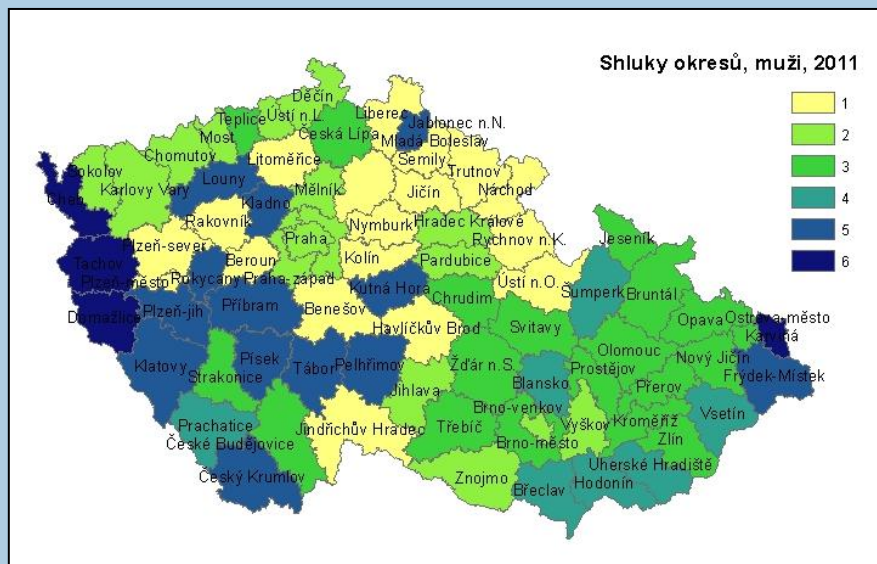 Shluky okresů, muži, 2011
1
2
3
4
5
6
Děčín
Teplice
Ústí n.L.
Liberec
Most
Česká Lípa
Jablonec n.N.
Chomutov
Mladá Boleslav
Sokolov
Litoměřice
Semily
Trutnov
Karlovy Vary
Louny
Mělník
Jičín
Náchod
Cheb
Kladno
Rakovník
Nymburk
Hradec Králové
Praha
Rychnov n.K.
Jeseník
Plzeň-sever
Beroun
Kolín
Pardubice
Tachov
Plzeň-město
Rokycany
Praha-západ
Kutná Hora
Ústí n.O.
Šumperk
Bruntál
Plzeň-jih
Příbram
Benešov
Chrudim
Opava
Ostrava-město
Domažlice
Havlíčkův Brod
Svitavy
Karviná
Olomouc
Nový Jičín
Klatovy
Písek
Tábor
Pelhřimov
Žďár n.S.
Prostějov
Frýdek-Místek
Strakonice
Blansko
Přerov
Jihlava
Brno-venkov
Vsetín
Prachatice
Vyškov
Kroměříž
Jindřichův Hradec
Třebíč
Brno-město
Zlín
České Budějovice
Uherské Hradiště
Český Krumlov
Znojmo
Hodonín
Břeclav